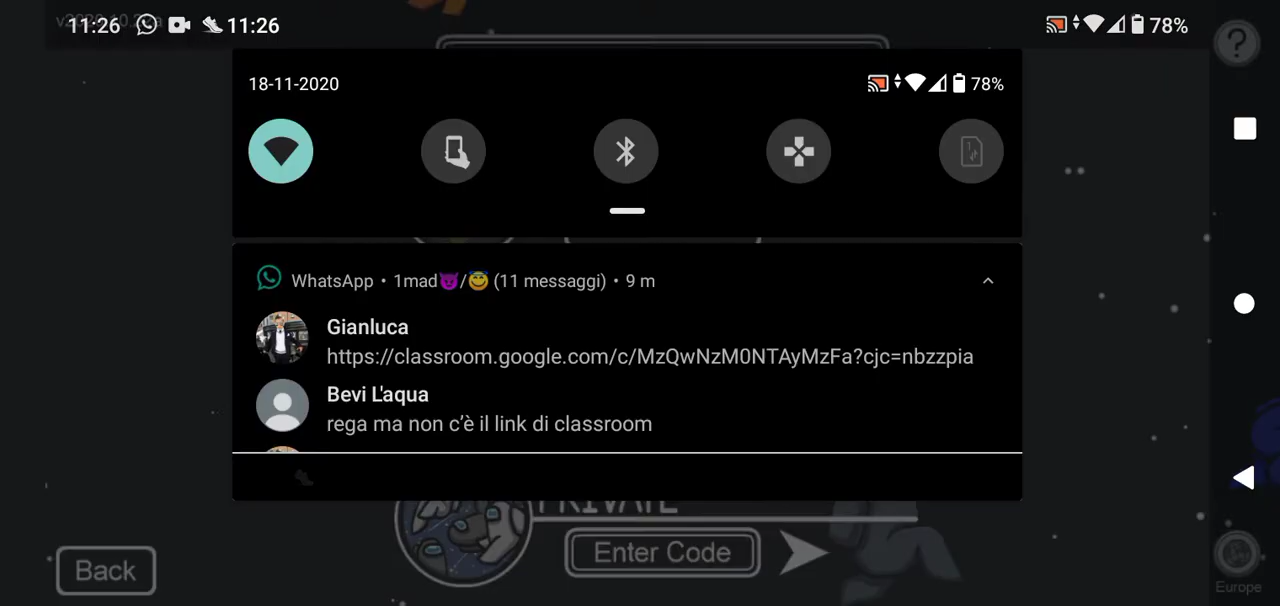 11:26 11:26 78%
18-11-2020 78%
WhatsApp • 1mad😈/😇 (11 messaggi) • 9 m
Gianluca
https://classroom.google.com/c/MzQwNzM0NTAyMzFa?cjc=nbzzpia
Bevi L'aqua
rega ma non c'è il link di classroom
PRIVATE
Enter Code
Back
Europe
?